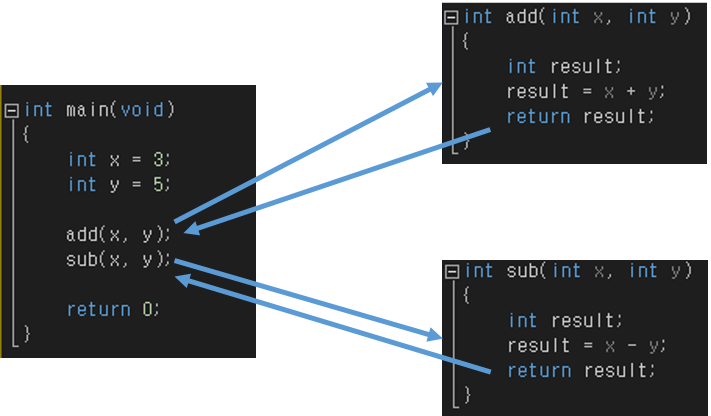 int main(void)
{
int x = 3;
int y = 5;
add(x, y);
sub(x, y);
return 0;
}
int add(int x, int y)
{
int result;
result = x + y;
return result;
}
int sub(int x, int y)
{
int result;
result = x - y;
return result;
}